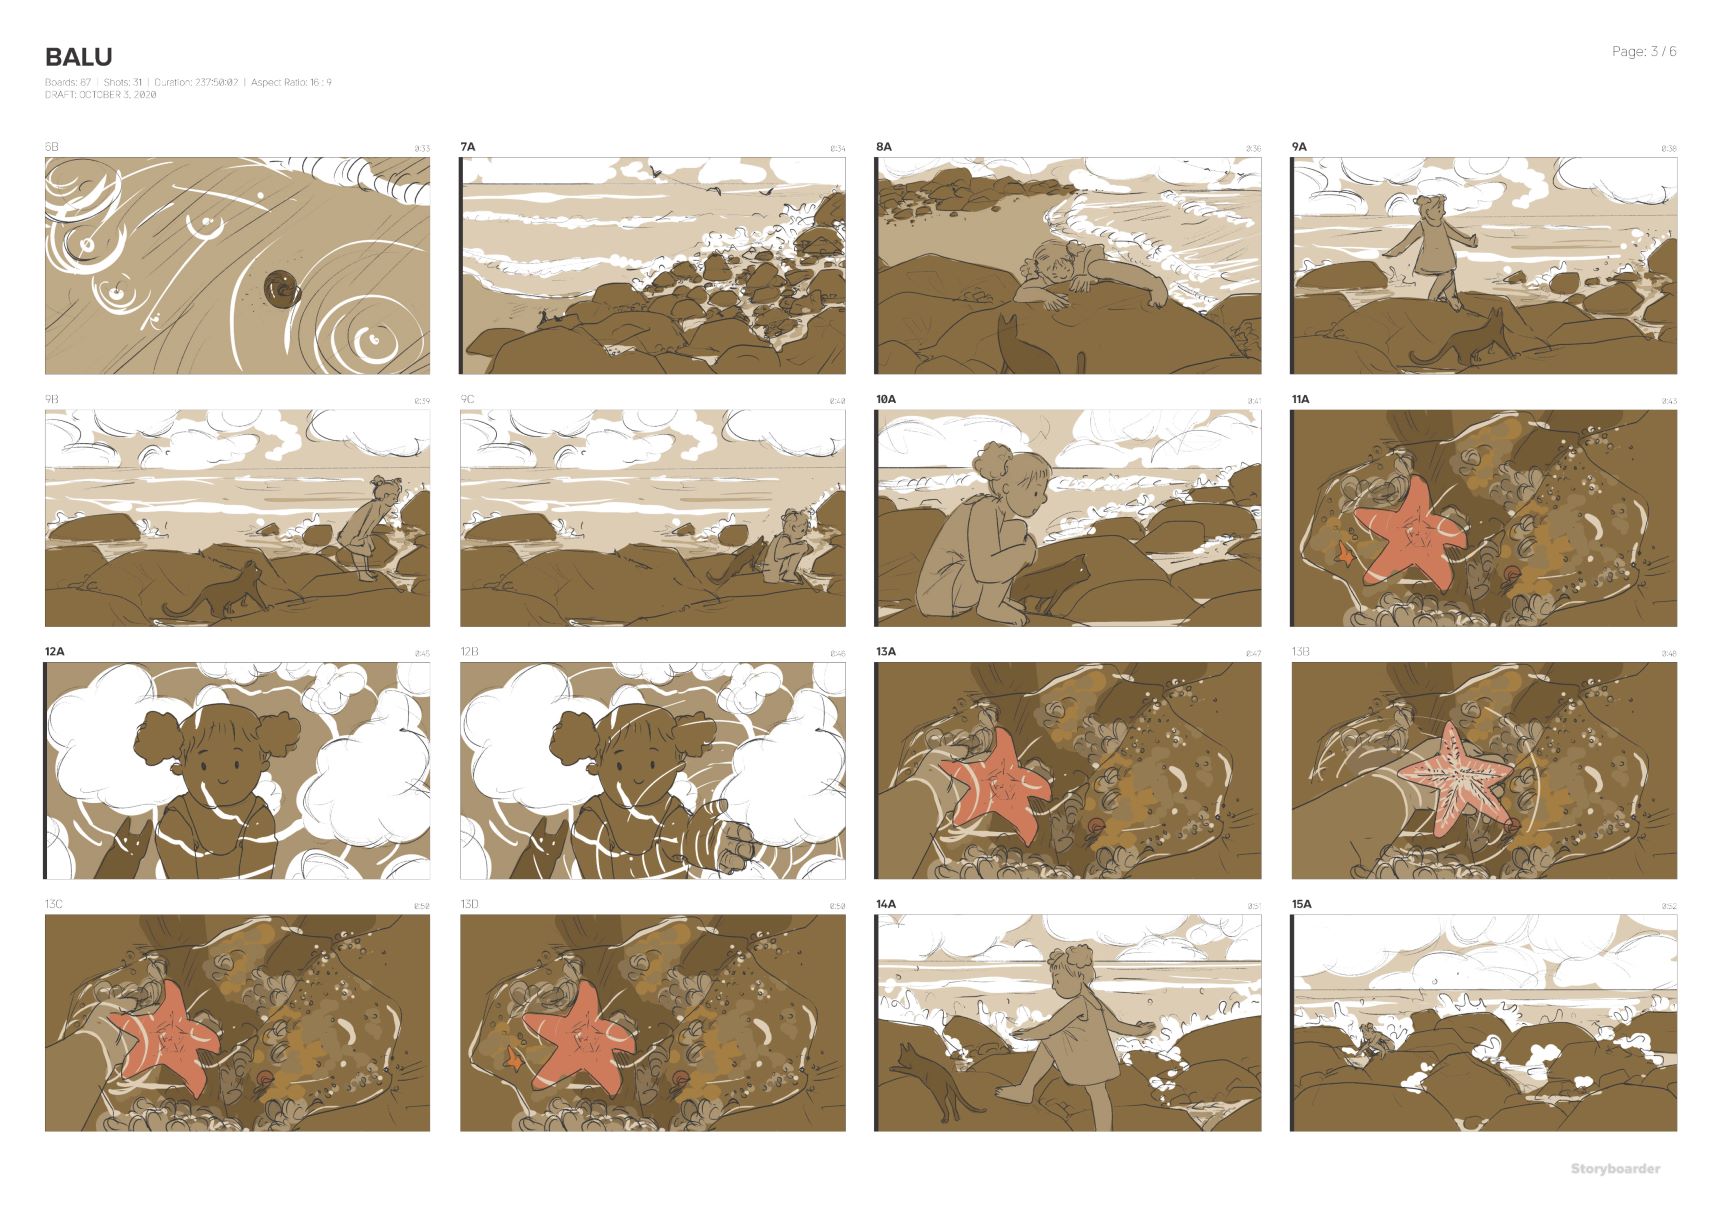 BALU
Page: 3 / 6
Boards: 67 | Shots: 31 | Duration: 237:50:02 | Aspect Ratio: 16 : 9
DRAFT: OCTOBER 3, 2020
6B 0:33
7A 0:34
8A 0:36
9A 0:38
9B 0:39
9C 0:40
10A 0:41
11A 0:43
12A 0:45
12B 0:46
13A 0:47
13B 0:48
13C 0:50
13D 0:50
14A 0:51
15A 0:52
Storyboarder